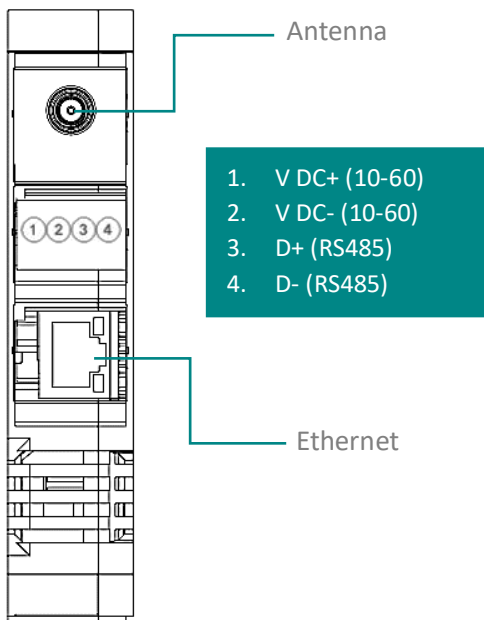 Antenna
1. V DC+ (10-60)
2. V DC- (10-60)
3. D+ (RS485)
4. D- (RS485)
1 2 3 4
Ethernet